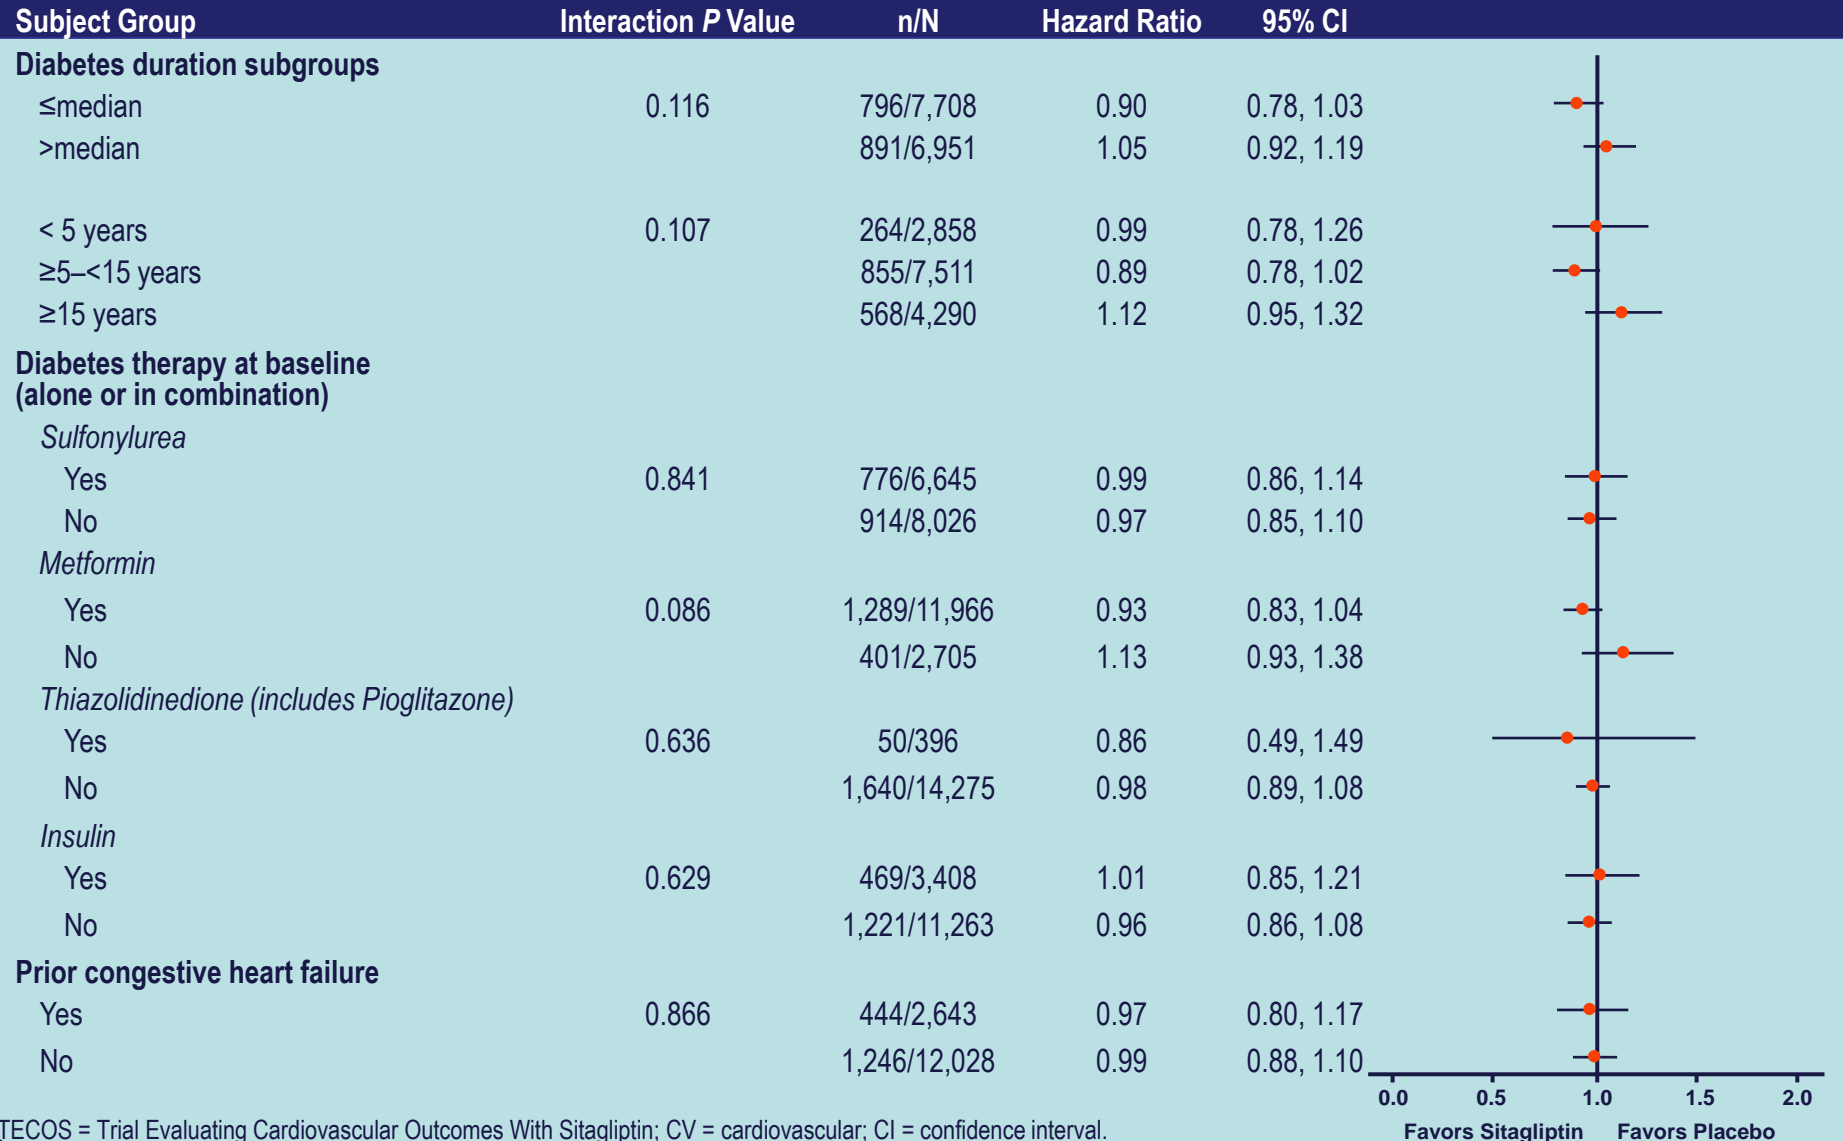 Subject Group Interaction P Value n/N Hazard Ratio 95% CI
Diabetes duration subgroups
≤median 0.116 796/7,708 0.90 0.78, 1.03
>median 891/6,951 1.05 0.92, 1.19
< 5 years 0.107 264/2,858 0.99 0.78, 1.26
≥5–<15 years 855/7,511 0.89 0.78, 1.02
≥15 years 568/4,290 1.12 0.95, 1.32
Diabetes therapy at baseline
(alone or in combination)
Sulfonylurea
Yes 0.841 776/6,645 0.99 0.86, 1.14
No 914/8,026 0.97 0.85, 1.10
Metformin
Yes 0.086 1,289/11,966 0.93 0.83, 1.04
No 401/2,705 1.13 0.93, 1.38
Thiazolidinedione (includes Pioglitazone)
Yes 0.636 50/396 0.86 0.49, 1.49
No 1,640/14,275 0.98 0.89, 1.08
Insulin
Yes 0.629 469/3,408 1.01 0.85, 1.21
No 1,221/11,263 0.96 0.86, 1.08
Prior congestive heart failure
Yes 0.866 444/2,643 0.97 0.80, 1.17
No 1,246/12,028 0.99 0.88, 1.10
0.0 0.5 1.0 1.5 2.0
Favors Sitagliptin Favors Placebo
TECOS = Trial Evaluating Cardiovascular Outcomes With Sitagliptin; CV = cardiovascular; CI = confidence interval.